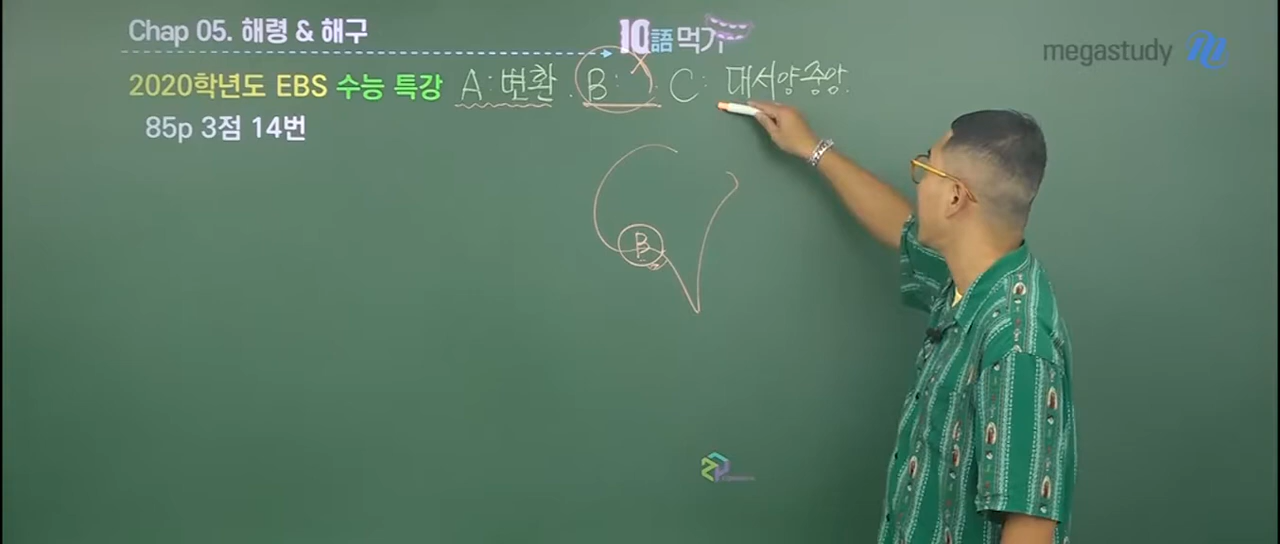 Chap 05. 해령 & 해구
10語 먹기
megastudy
2020학년도 EBS 수능 특강 A: 변환. B: X. C: 대서양중앙.
85p 3점 14번
B